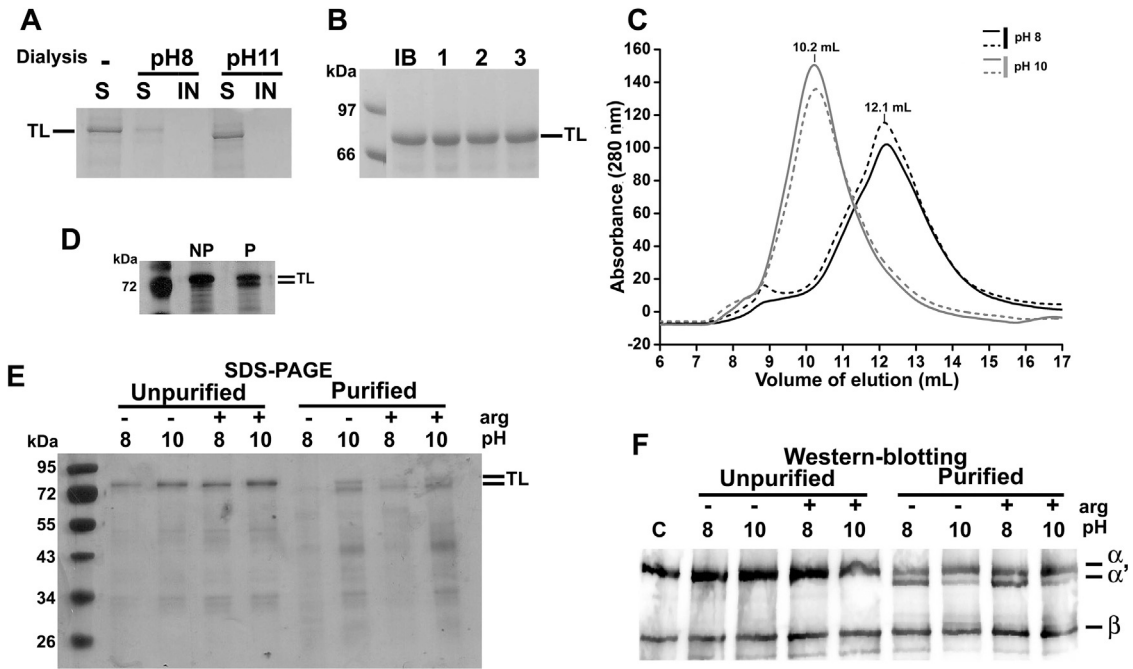 A
Dialysis - pH8 pH11
S S IN S IN
TL
B
IB 1 2 3
kDa
97
66
TL
C
Absorbance (280 nm)
160
140
120
100
80
60
40
20
0
-20
10.2 mL
12.1 mL
pH 8
pH 10
6 7 8 9 10 11 12 13 14 15 16 17
Volume of elution (mL)
D
kDa NP P
72
TL
E
SDS-PAGE
Unpurified Purified
- - + + - - + + arg
kDa 8 10 8 10 8 10 8 10 pH
95
72
55
43
34
26
TL
F
Western-blotting
Unpurified Purified
- - + + - - + + arg
C 8 10 8 10 8 10 8 10 pH
α,
α'
β